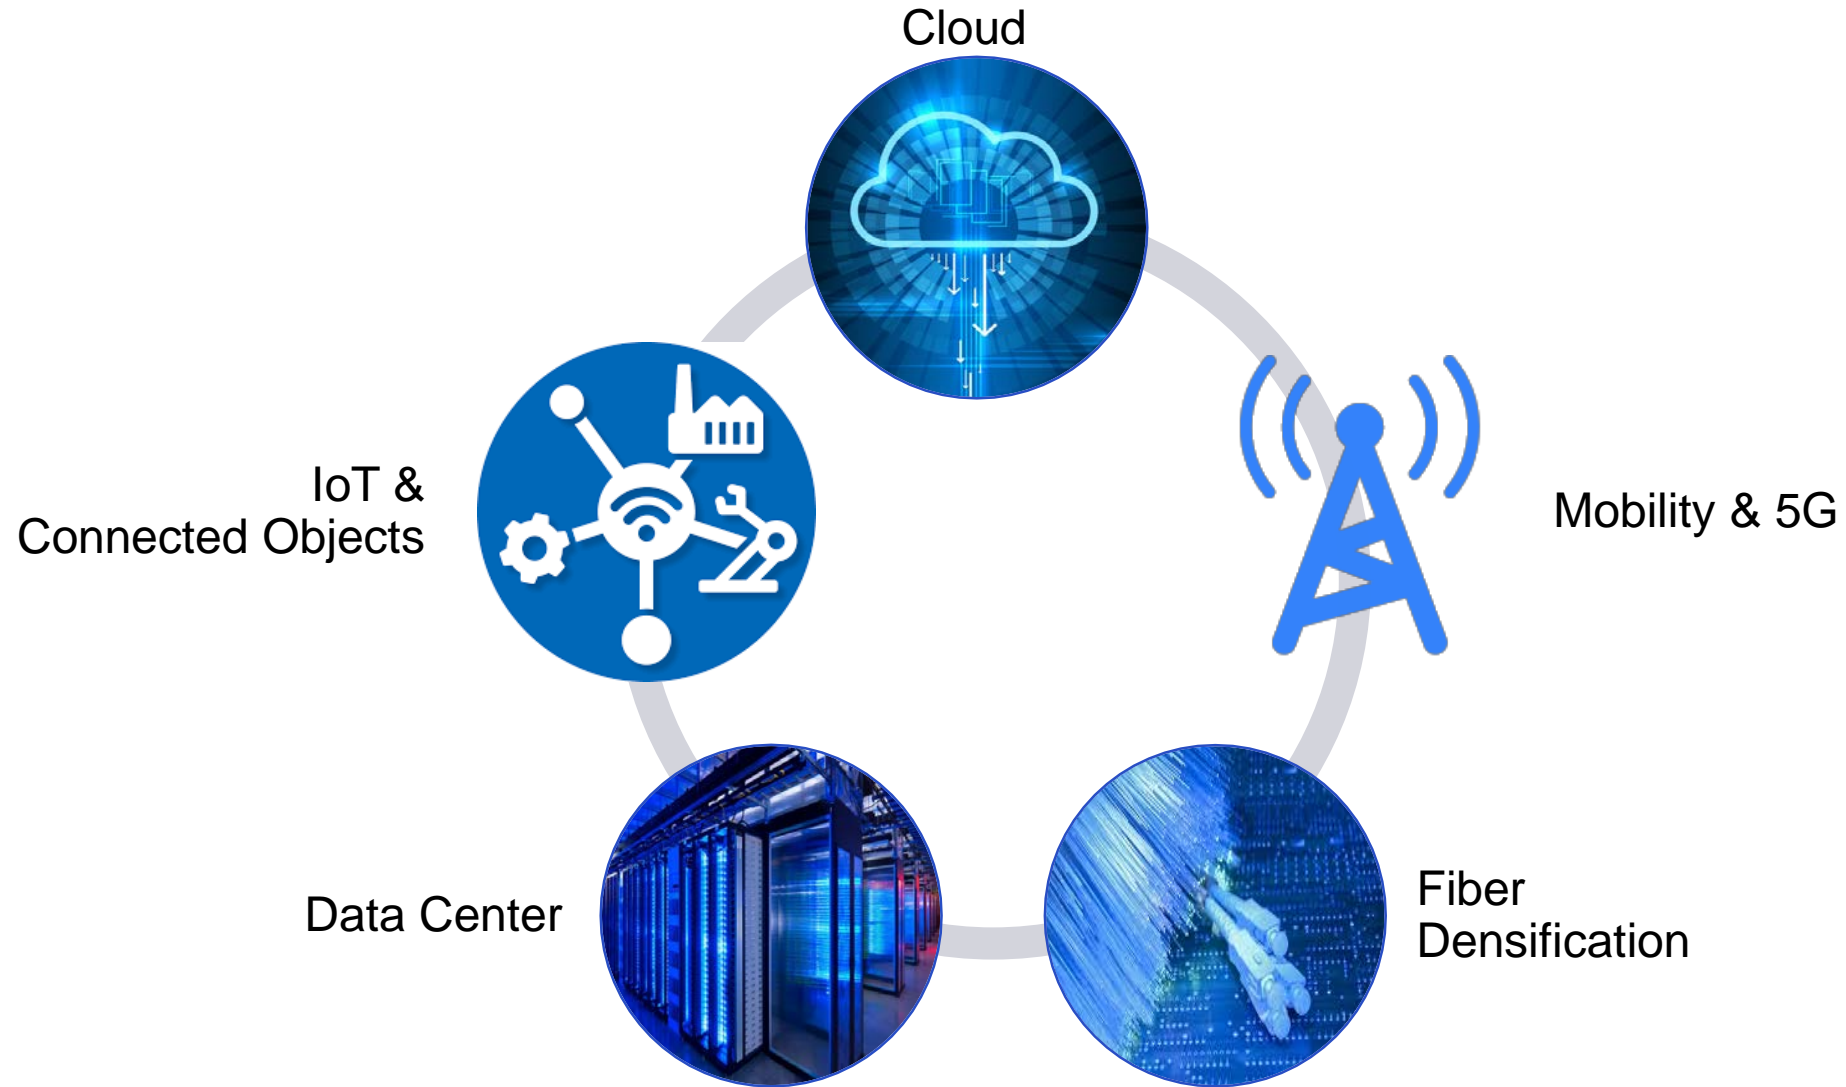 Cloud
IoT &
Connected Objects
Mobility & 5G
Data Center
Fiber
Densification